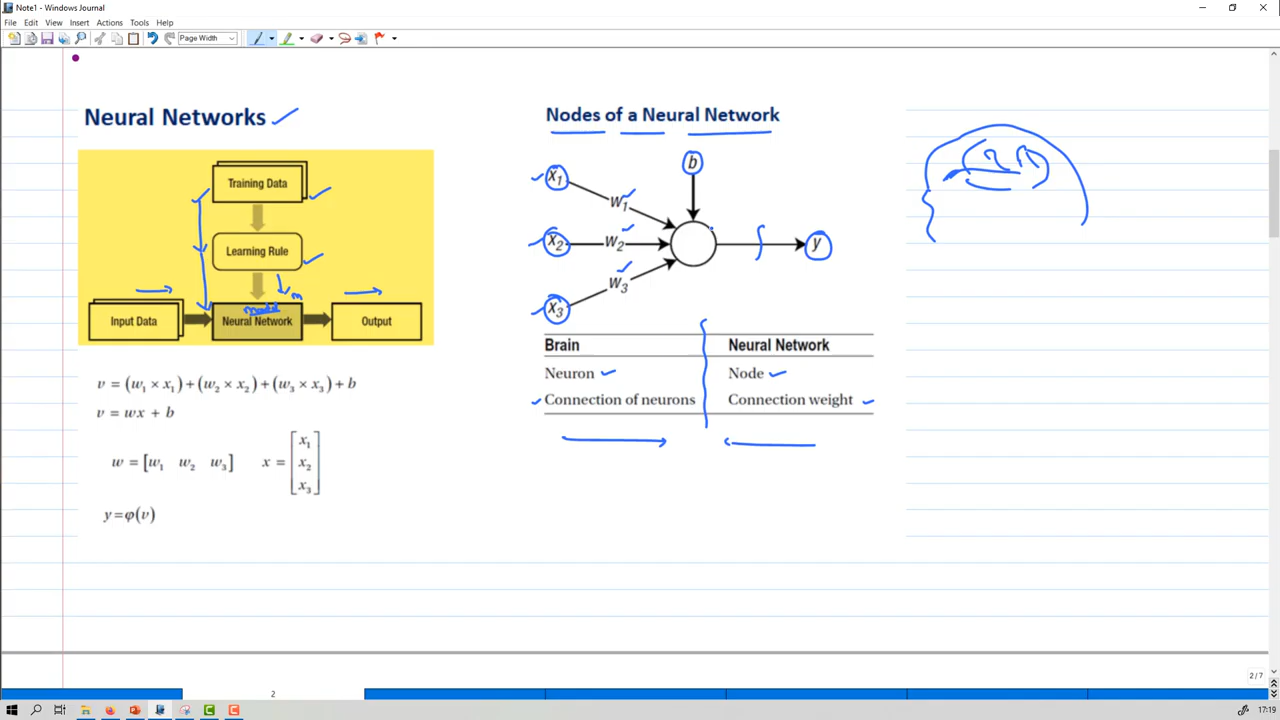 Note1 - Windows Journal
File Edit View Insert Actions Tools Help
Page Width
Neural Networks
Training Data
Learning Rule
m
Model
Input Data
Neural Network
Output
v = (w₁ × x₁) + (w₂ × x₂) + (w₃ × x₃) + b
v = wx + b
w = [w₁ w₂ w₃] x = [x₁ x₂ x₃]
y = φ(v)
Nodes of a Neural Network
b
x₁
w₁
x₂
w₂
y
w₃
x₃
Brain Neural Network
Neuron Node
Connection of neurons Connection weight
2/7
2
17:19